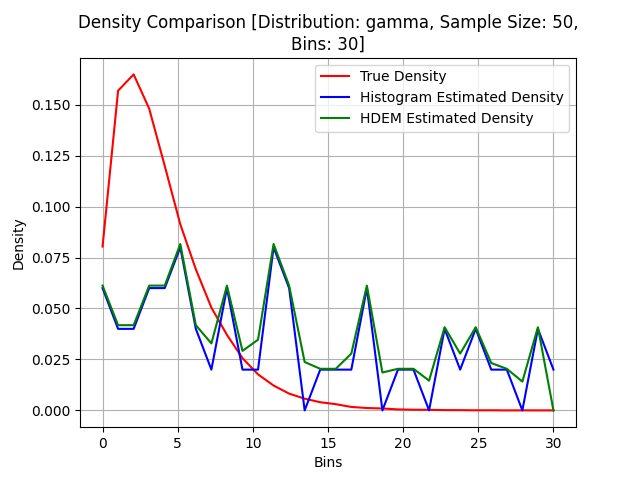 Density Comparison [Distribution: gamma, Sample Size: 50,
Bins: 30]
True Density
Histogram Estimated Density
HDEM Estimated Density
Density
0.150
0.125
0.100
0.075
0.050
0.025
0.000
0 5 10 15 20 25 30
Bins